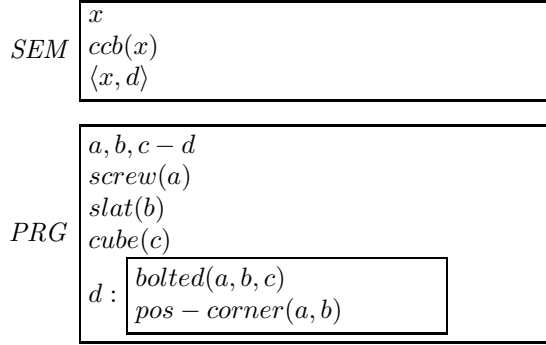 SEM
x
ccb(x)
⟨x, d⟩
PRG
a, b, c − d
screw(a)
slat(b)
cube(c)
d :
bolted(a, b, c)
pos − corner(a, b)